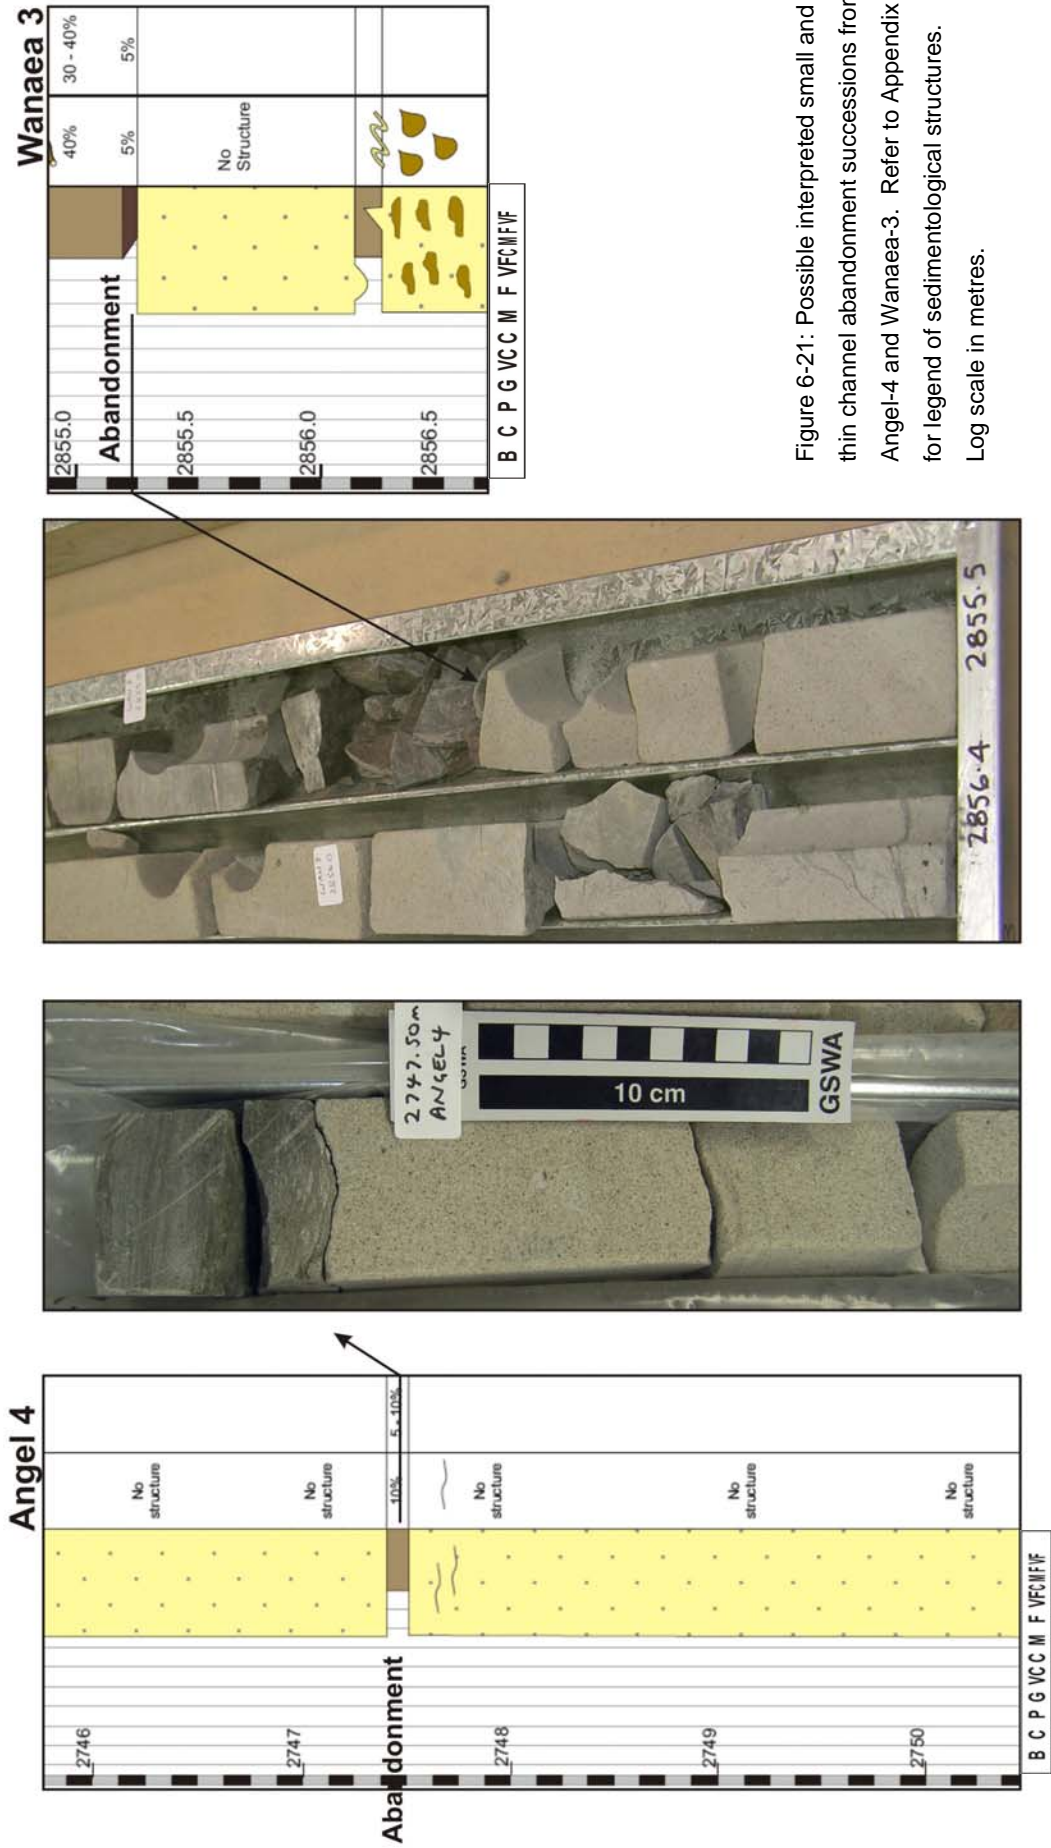 Angel 4
2746
2747
2748
2749
2750
Abandonment
No
structure
No
structure
10%
5 - 10%
No
structure
No
structure
No
structure
B C P G VC C M F VF C M F VF
2747.50m
ANGEL 4
10 cm
GSWA
2856.4
2855.5
Wanaea 3
2855.0
2855.5
2856.0
2856.5
Abandonment
40%
30 - 40%
5%
5%
No
Structure
B C P G VC C M F VF C M F VF
Figure 6-21: Possible interpreted small and
thin channel abandonment successions from
Angel-4 and Wanaea-3. Refer to Appendix
for legend of sedimentological structures.
Log scale in metres.